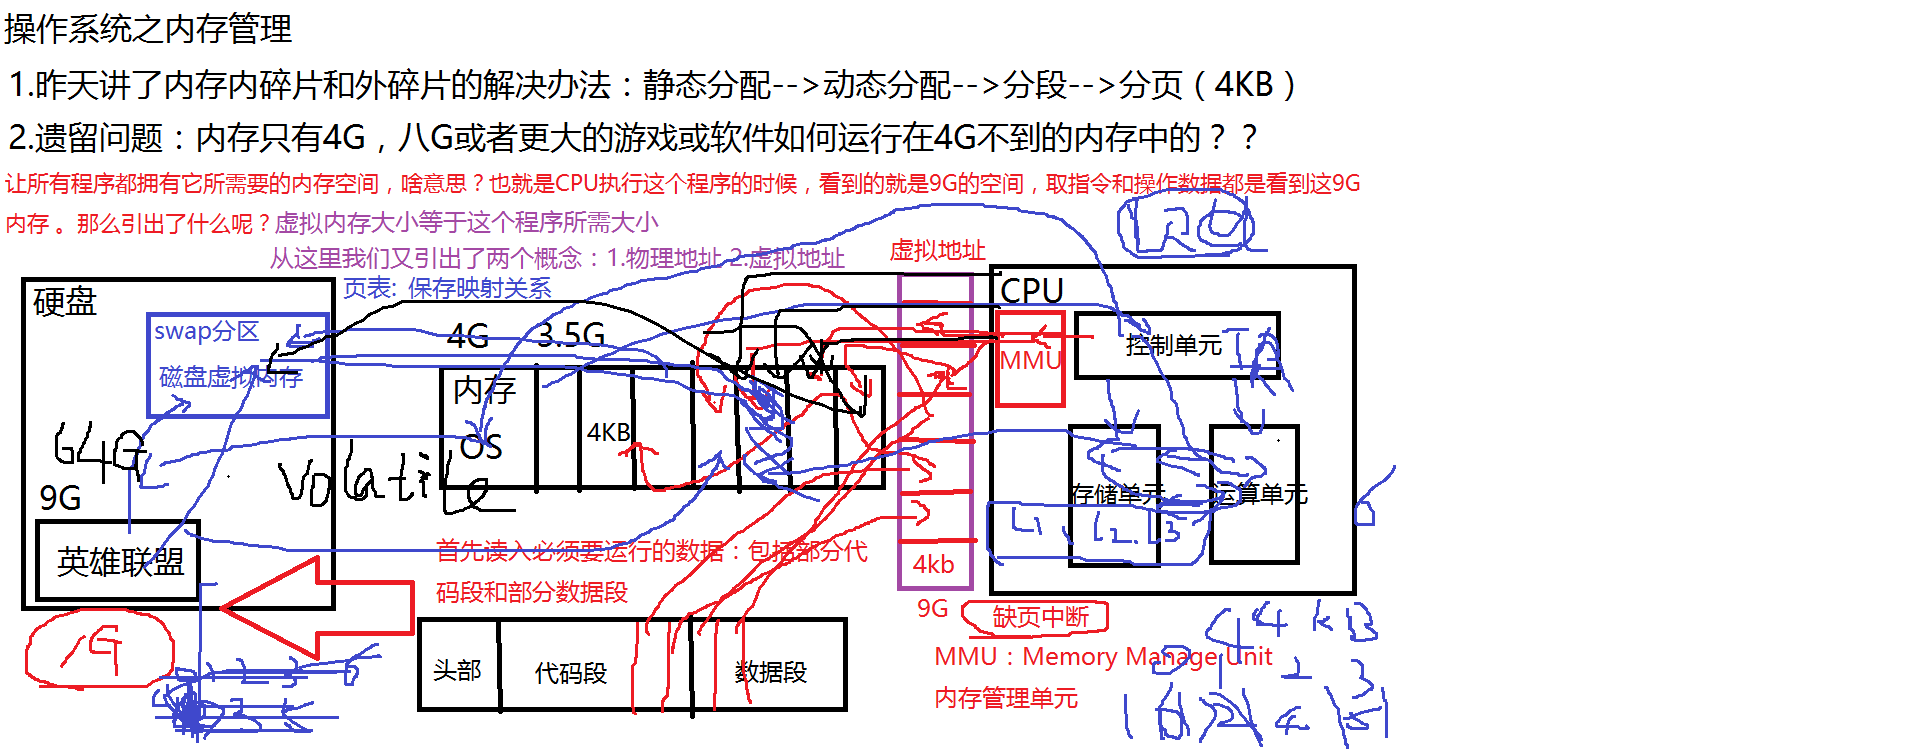 操作系统之内存管理
1.昨天讲了内存内碎片和外碎片的解决办法：静态分配-->动态分配-->分段-->分页（4KB）
2.遗留问题：内存只有4G，八G或者更大的游戏或软件如何运行在4G不到的内存中的？？
让所有程序都拥有它所需要的内存空间，啥意思？也就是CPU执行这个程序的时候，看到的就是9G的空间，取指令和操作数据都是看到这9G
内存 。那么引出了什么呢？虚拟内存大小等于这个程序所需大小
从这里我们又引出了两个概念：1.物理地址 2.虚拟地址
虚拟地址
页表: 保存映射关系
硬盘
swap分区
磁盘虚拟内存
64G
9G
英雄联盟
1G
volatile
4G
3.5G
内存
OS
4KB
CPU
MMU
控制单元
存储单元
运算单元
L1, L2. L3
4kb
9G
缺页中断
MMU：Memory Manage Unit
内存管理单元
首先读入必须要运行的数据：包括部分代
码段和部分数据段
头部
代码段
数据段
4kB